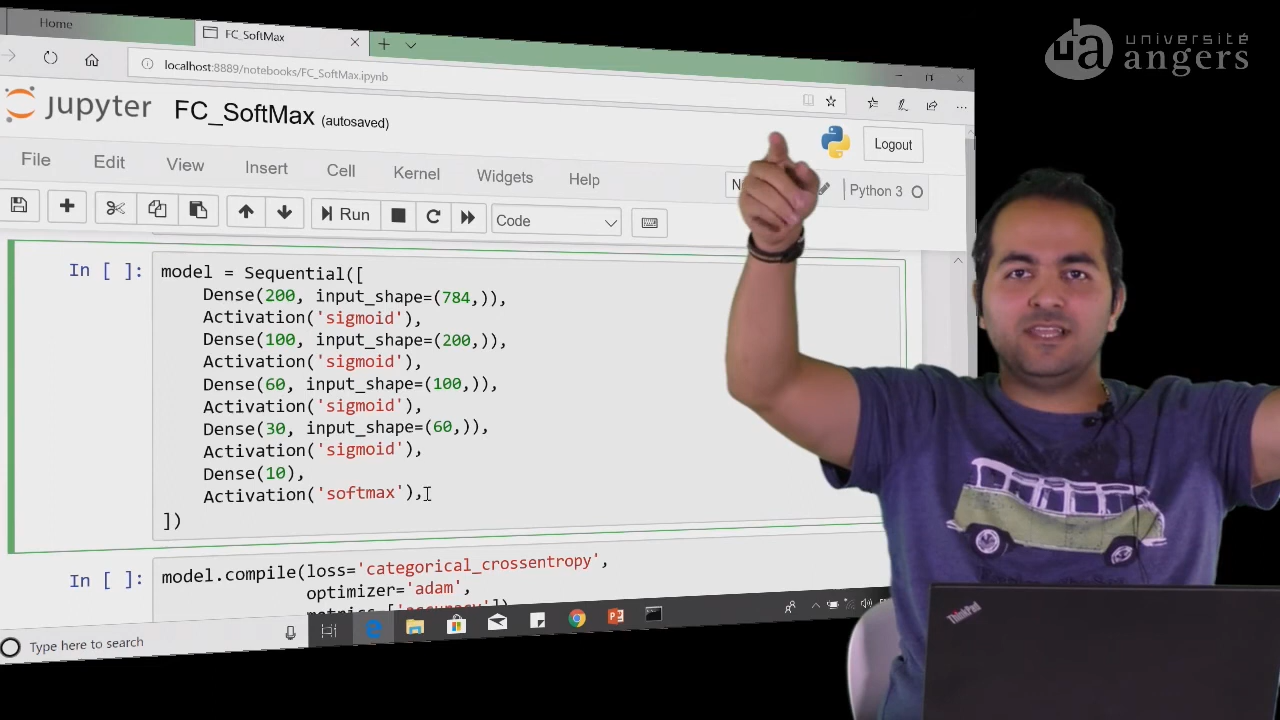 Home
FC_SoftMax
localhost:8889/notebooks/FC_SoftMax.ipynb
université
angers
Jupyter FC_SoftMax (autosaved)
Logout
File Edit View Insert Cell Kernel Widgets Help
Python 3
Run Code
In [ ]: model = Sequential([
Dense(200, input_shape=(784,)),
Activation('sigmoid'),
Dense(100, input_shape=(200,)),
Activation('sigmoid'),
Dense(60, input_shape=(100,)),
Activation('sigmoid'),
Dense(30, input_shape=(60,)),
Activation('sigmoid'),
Dense(10),
Activation('softmax'),
])
In [ ]: model.compile(loss='categorical_crossentropy',
optimizer='adam',
metrics=['accuracy'])
Type here to search
ThinkPad